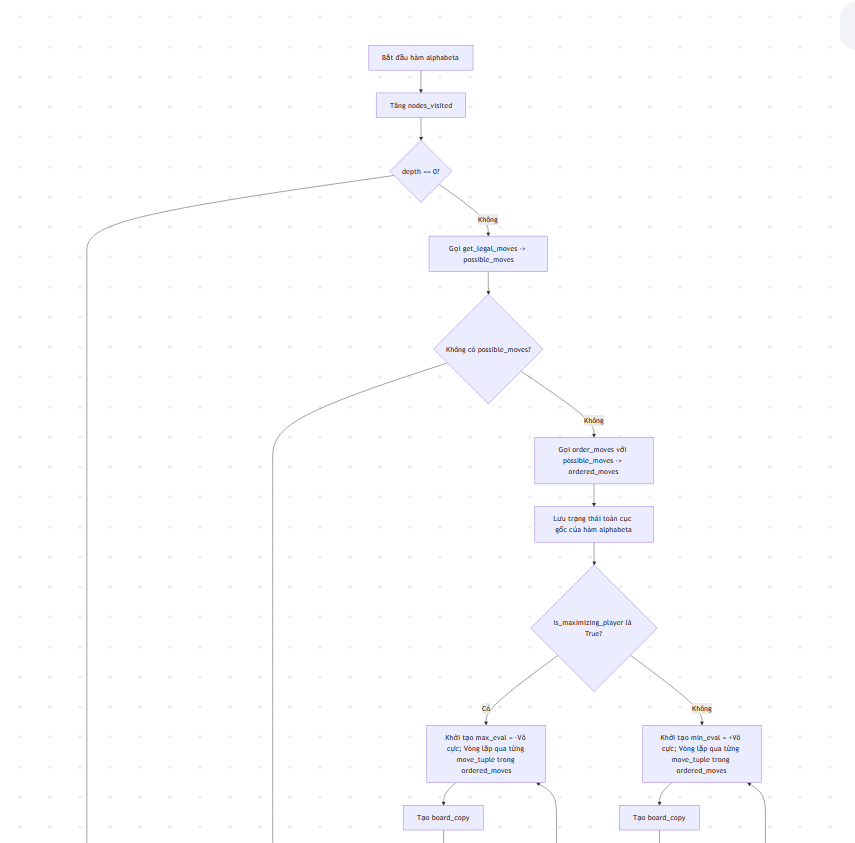 Bắt đầu hàm alphabeta
Tăng nodes_visited
depth == 0?
Không
Gọi get_legal_moves ->
possible_moves
Không có possible_moves?
Không
Gọi order_moves với
possible_moves ->
ordered_moves
Lưu trạng thái toàn cục
gốc của hàm alphabeta
is_maximizing_player là
True?
Có
Không
Khởi tạo max_eval = -Vô
cực; Vòng lặp qua từng
move_tuple trong
ordered_moves
Khởi tạo min_eval = +Vô
cực; Vòng lặp qua từng
move_tuple trong
ordered_moves
Tạo board_copy
Tạo board_copy